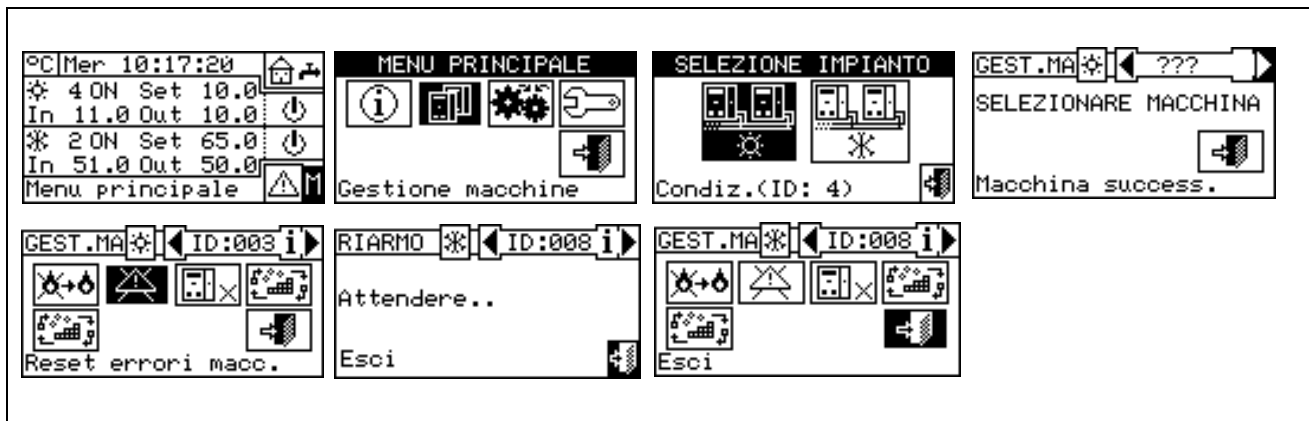 °C Mer 10:17:20
4 ON Set 10.0
In 11.0 Out 10.0
2 ON Set 65.0
In 51.0 Out 50.0
Menu principale M
MENU PRINCIPALE
i
Gestione macchine
SELEZIONE IMPIANTO
Condiz.(ID: 4)
GEST.MA ???
SELEZIONARE MACCHINA
Macchina success.
GEST.MA ID:003 i
Reset errori macc.
RIARMO ID:008 i
Attendere..
Esci
GEST.MA ID:008 i
Esci